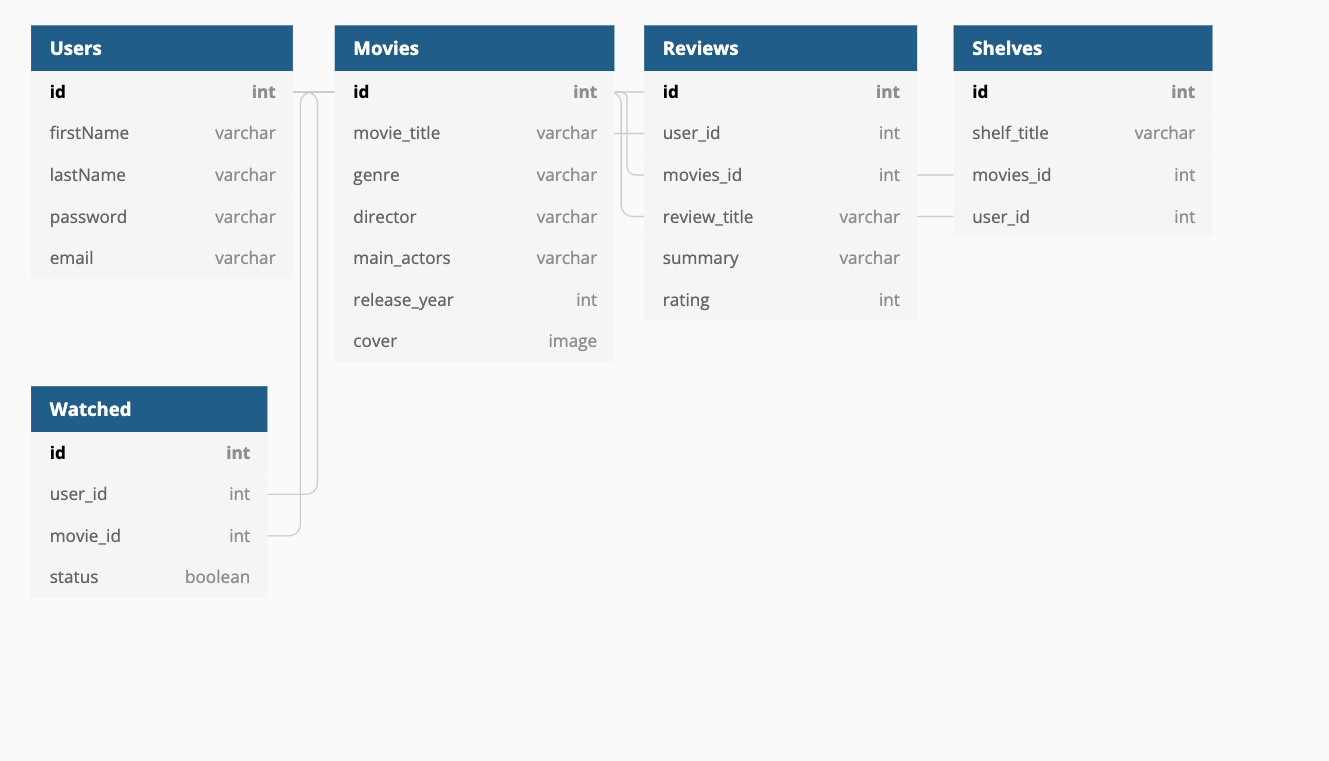 Users
id int
firstName varchar
lastName varchar
password varchar
email varchar
Movies
id int
movie_title varchar
genre varchar
director varchar
main_actors varchar
release_year int
cover image
Reviews
id int
user_id int
movies_id int
review_title varchar
summary varchar
rating int
Shelves
id int
shelf_title varchar
movies_id int
user_id int
Watched
id int
user_id int
movie_id int
status boolean